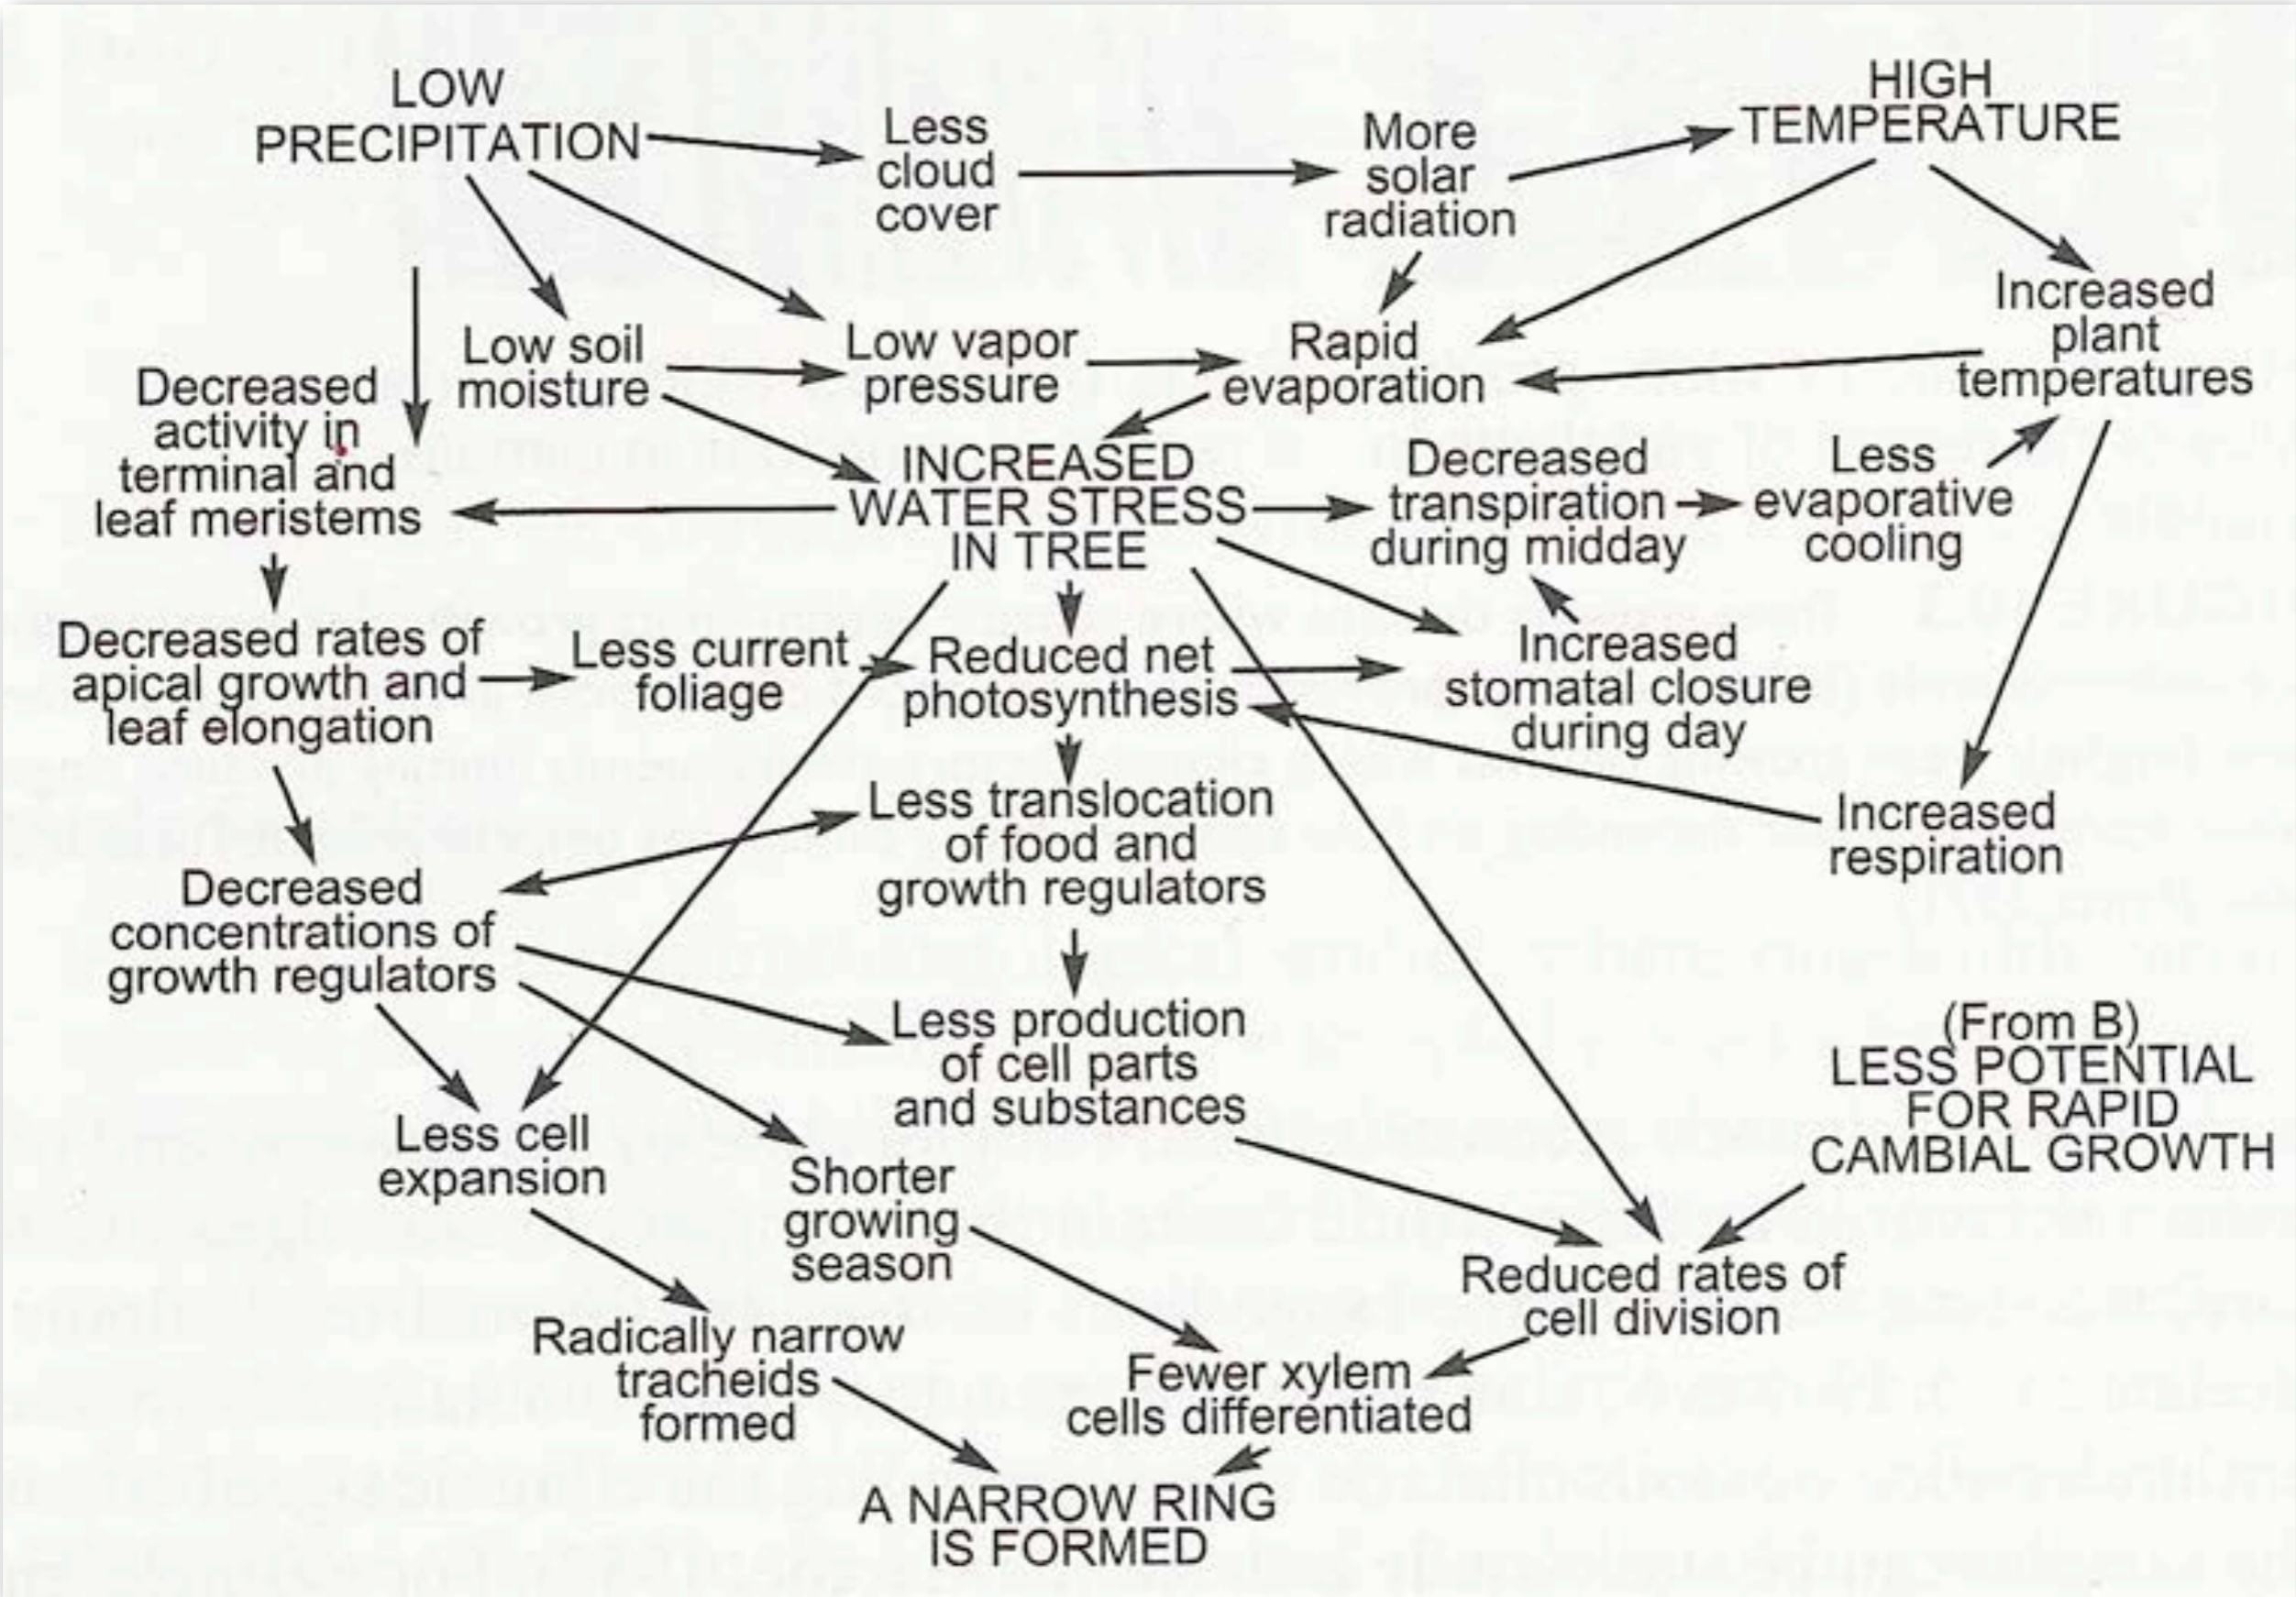 LOW
PRECIPITATION
Less
cloud
cover
More
solar
radiation
HIGH
TEMPERATURE
Increased
plant
temperatures
Low soil
moisture
Low vapor
pressure
Rapid
evaporation
Decreased
activity in
terminal and
leaf meristems
INCREASED
WATER STRESS
IN TREE
Decreased
transpiration
during midday
Less
evaporative
cooling
Decreased rates of
apical growth and
leaf elongation
Less current
foliage
Reduced net
photosynthesis
Increased
stomatal closure
during day
Less translocation
of food and
growth regulators
Increased
respiration
Decreased
concentrations of
growth regulators
Less production
of cell parts
and substances
(From B)
LESS POTENTIAL
FOR RAPID
CAMBIAL GROWTH
Less cell
expansion
Shorter
growing
season
Reduced rates of
cell division
Radically narrow
tracheids
formed
Fewer xylem
cells differentiated
A NARROW RING
IS FORMED